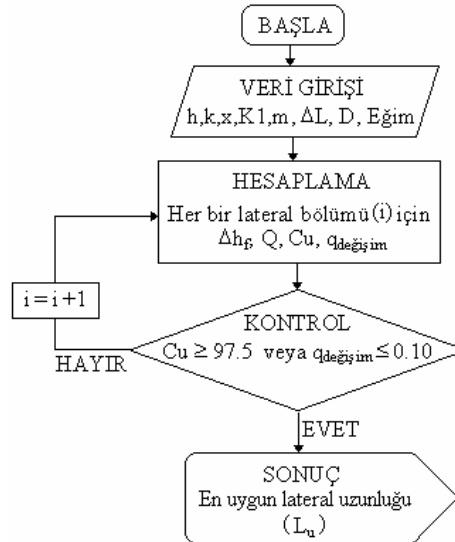 BAŞLA
VERİ GİRİŞİ
h,k,x,K1,m, ΔL, D, Eğim
HESAPLAMA
Her bir lateral bölümü (i) için
Δhf, Q, Cu, qdeğişim
i = i +1
KONTROL
Cu ≥ 97.5 veya qdeğişim ≤ 0.10
HAYIR
EVET
SONUÇ
En uygun lateral uzunluğu
(Lu)